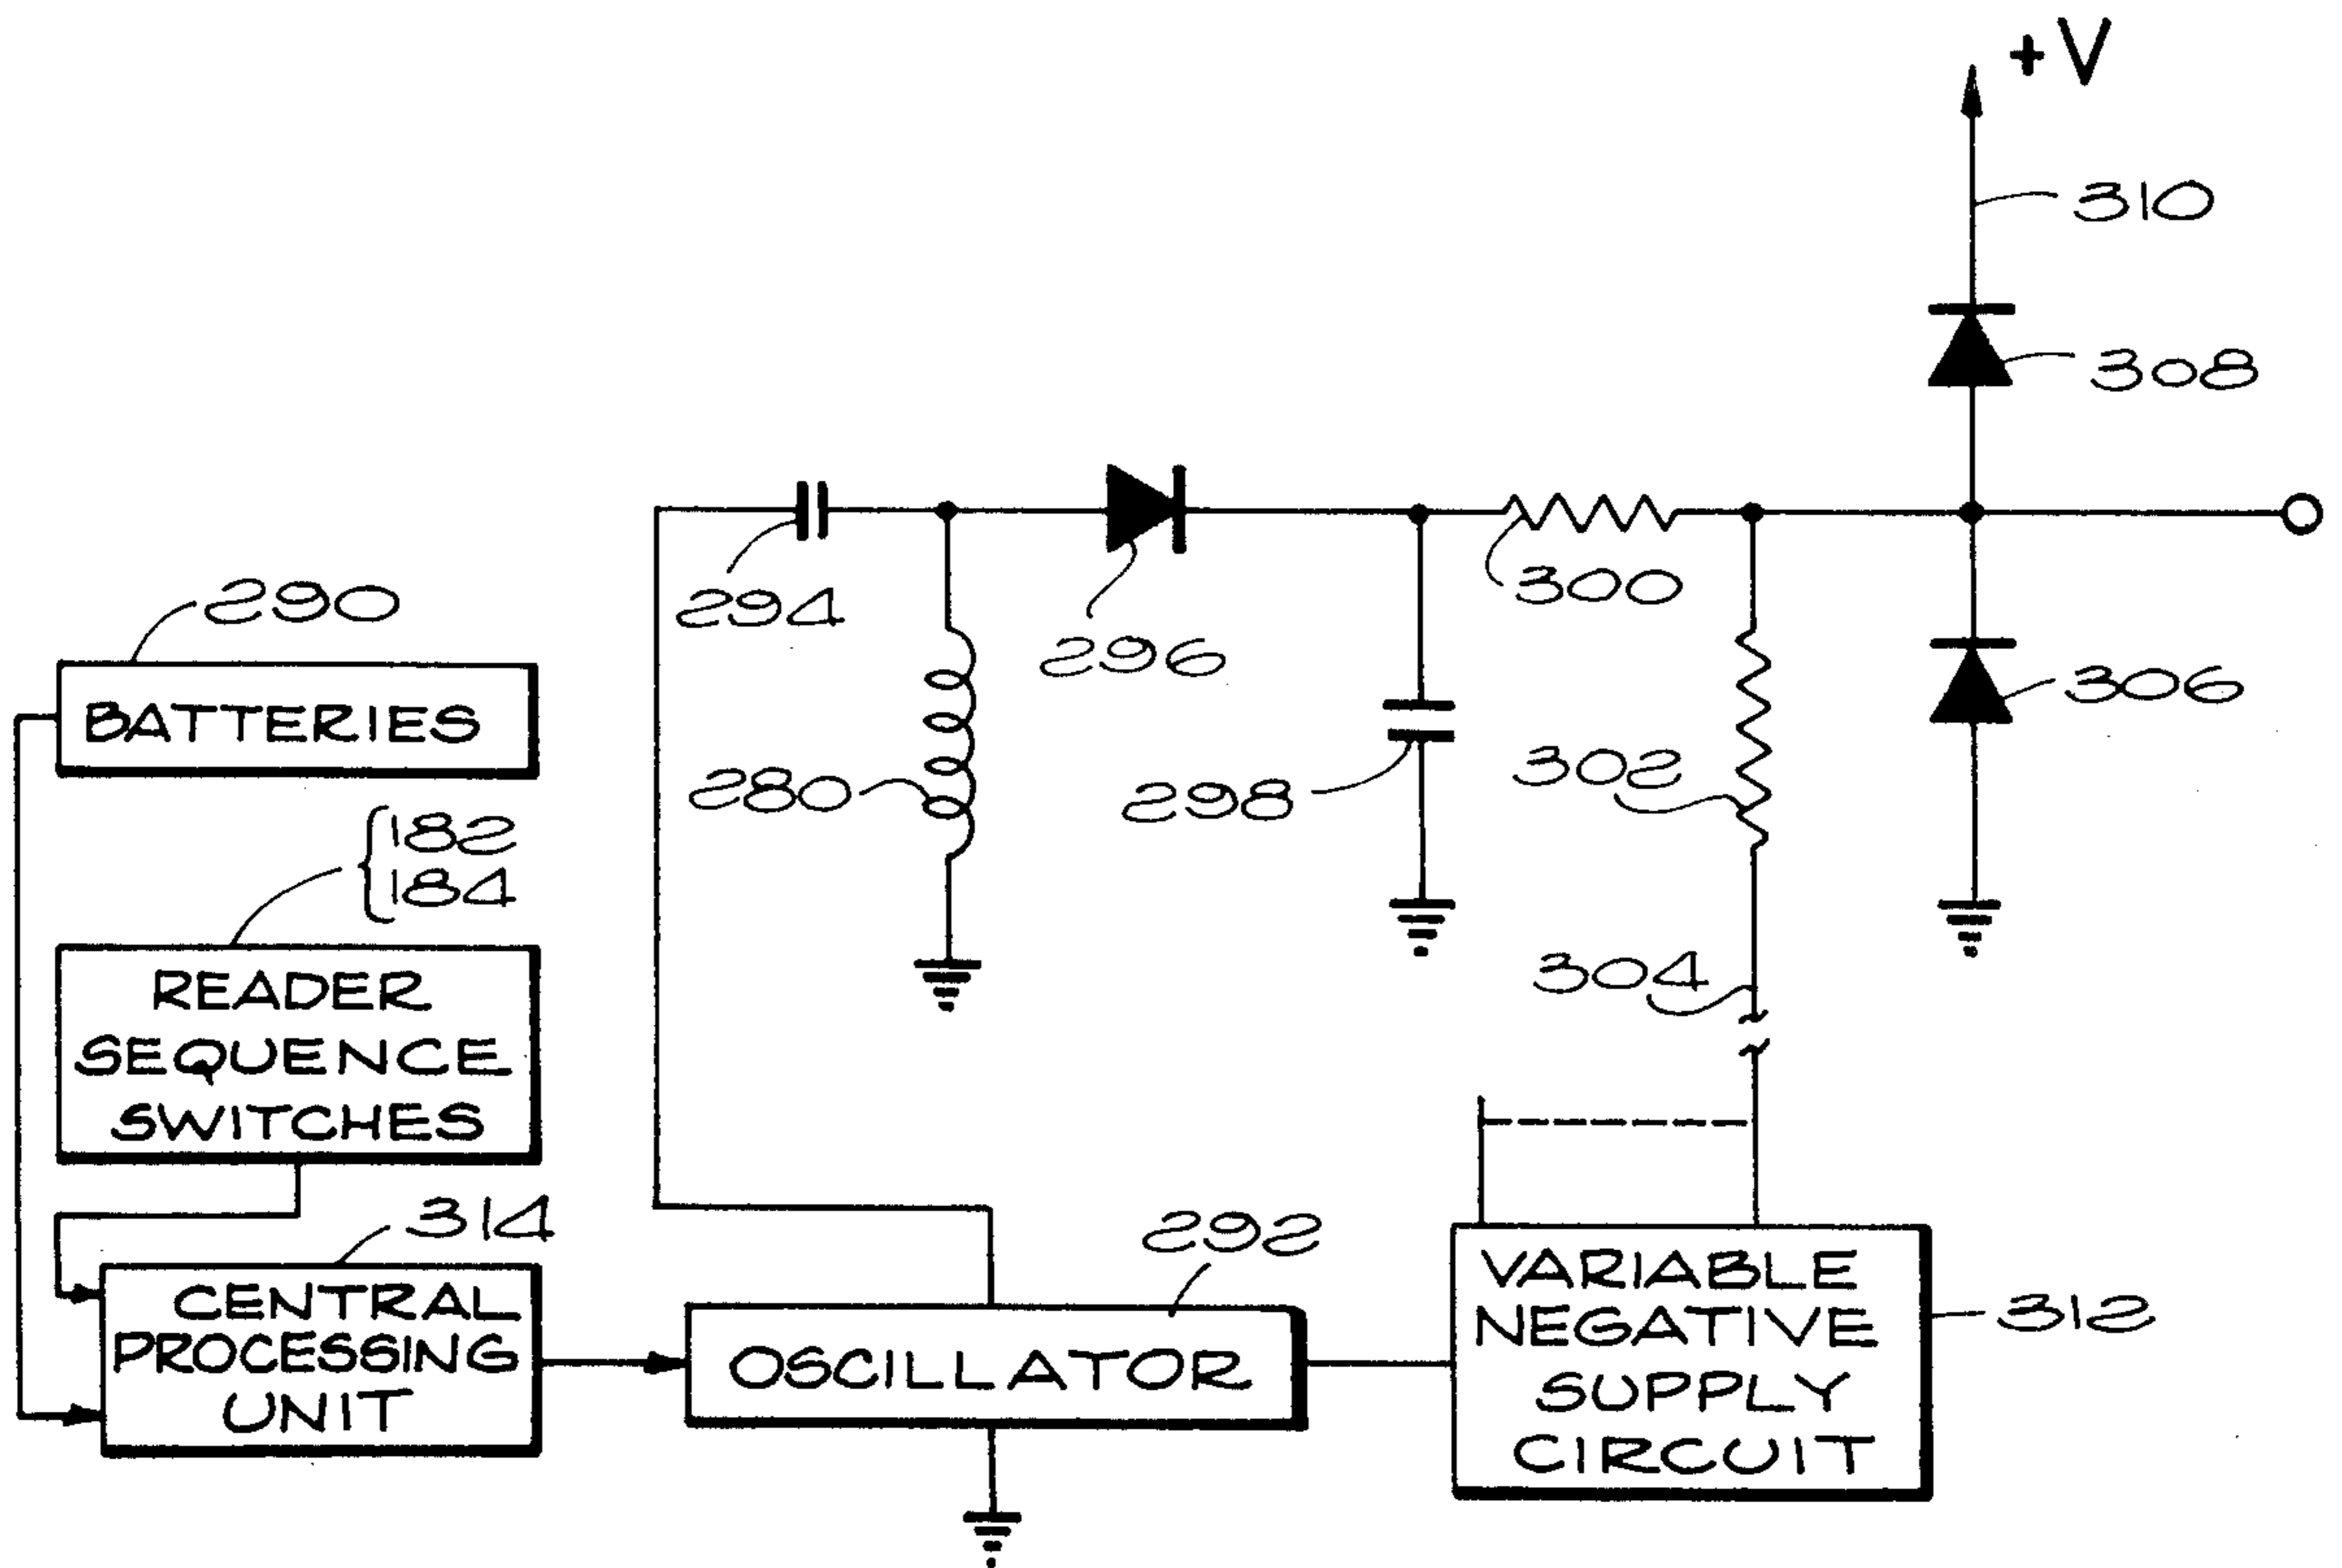 +V
310
308
294
300
296
290
BATTERIES
306
280
298
302
182
184
READER
SEQUENCE
SWITCHES
304
314
292
CENTRAL
PROCESSING
UNIT
OSCILLATOR
VARIABLE
NEGATIVE
SUPPLY
CIRCUIT
312